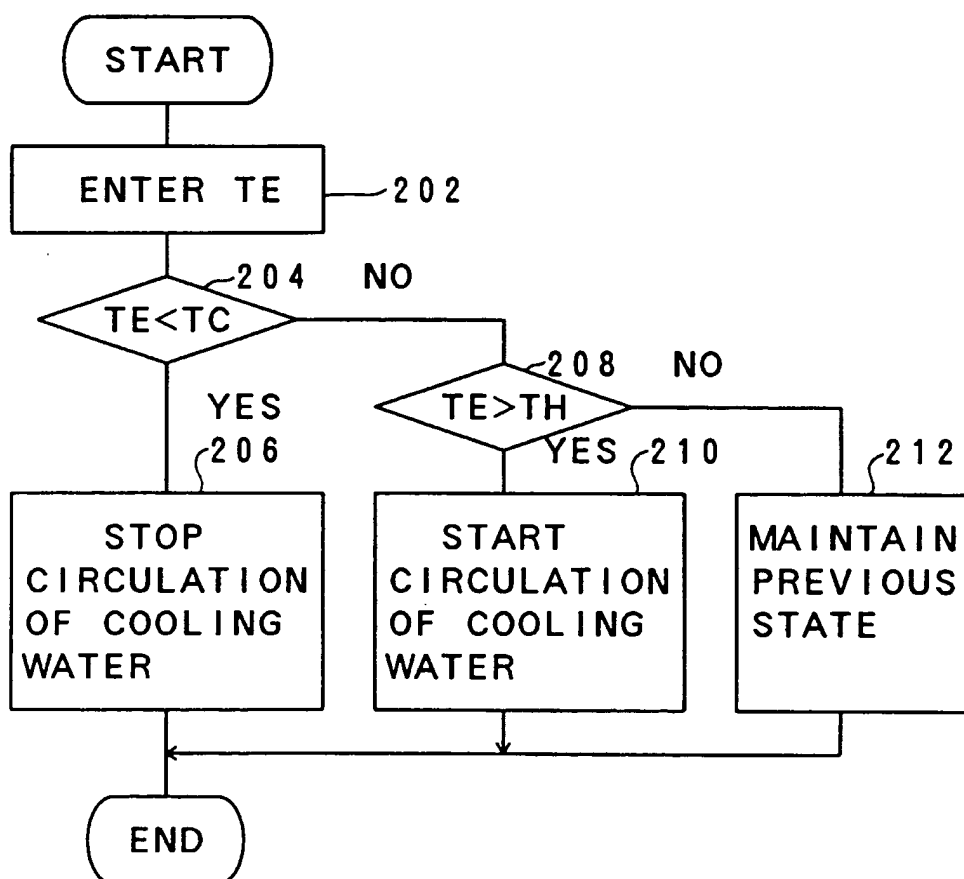 START
ENTER TE
202
204
NO
TE<TC
208
NO
TE>TH
YES
206
YES
210
212
STOP
CIRCULATION
OF COOLING
WATER
START
CIRCULATION
OF COOLING
WATER
MAINTAIN
PREVIOUS
STATE
END